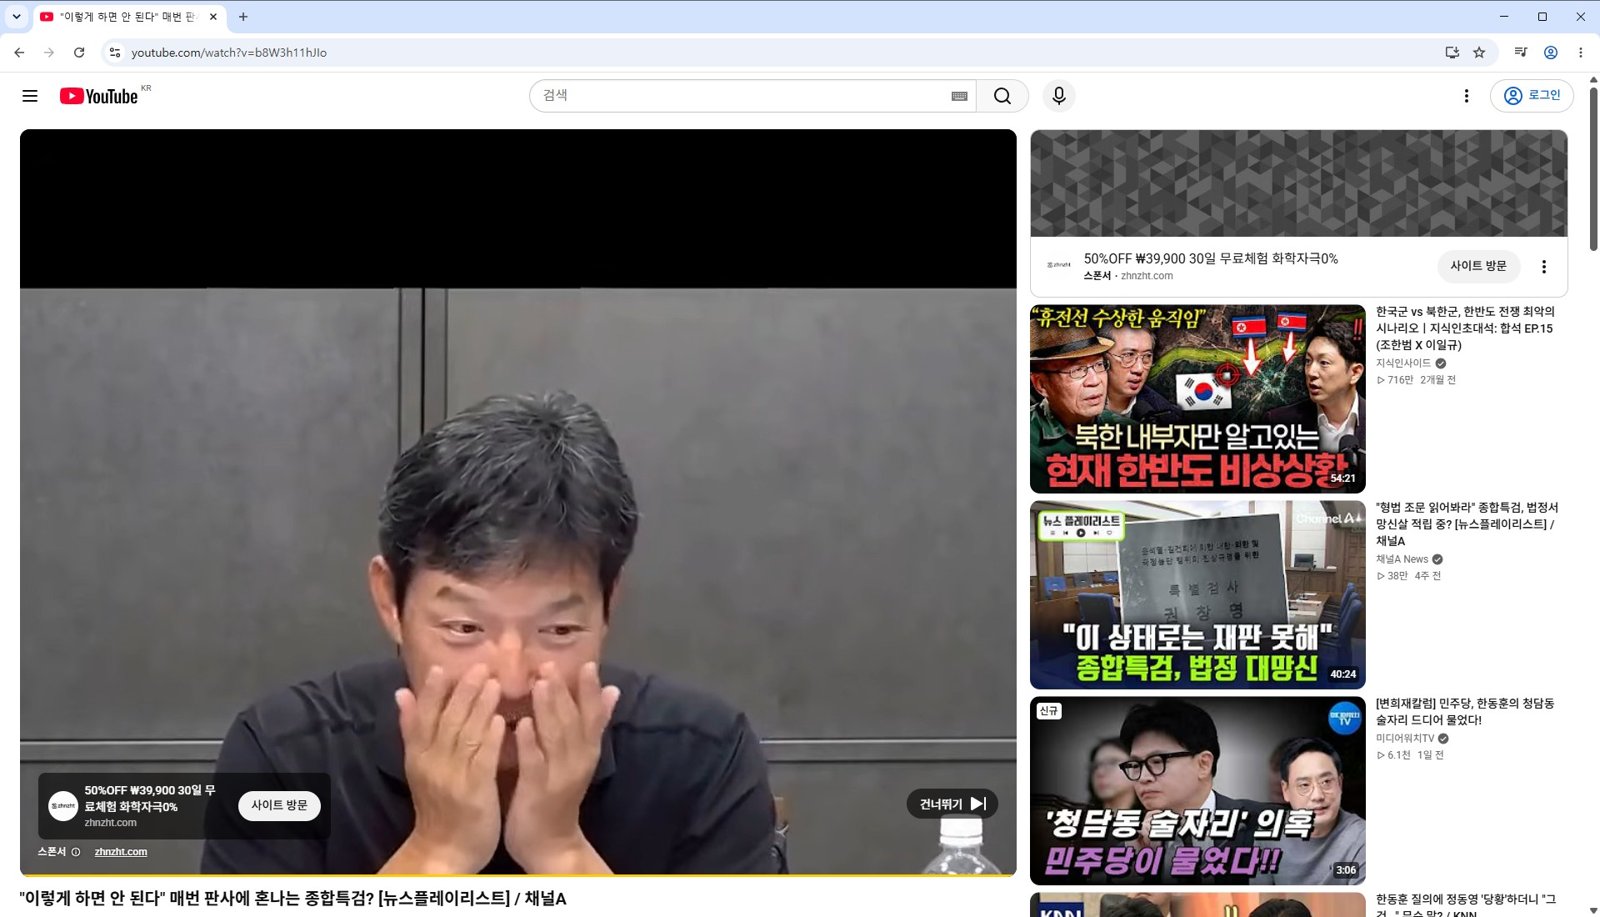 "이렇게 하면 안 된다" 매번 판
youtube.com/watch?v=b8W3h11hJIo
YouTube KR
검색
로그인
50%OFF ₩39,900 30일 무
료체험 화학자극0%
zhnzht.com
사이트 방문
건너뛰기
스폰서
zhnzht.com
"이렇게 하면 안 된다" 매번 판사에 혼나는 종합특검? [뉴스플레이리스트] / 채널A
zhnzht
50%OFF ₩39,900 30일 무료체험 화학자극0%
스폰서 · zhnzht.com
사이트 방문
"휴전선 수상한 움직임"
!!
북한 내부자만 알고있는
현재 한반도 비상상황
54:21
한국군 vs 북한군, 한반도 전쟁 최악의
시나리오ㅣ지식인초대석: 합석 EP.15
(조한범 X 이일규)
지식인사이드
716만 2개월 전
뉴스 플레이리스트
Channel A
특별검사
권창영
"이 상태로는 재판 못해"
종합특검, 법정 대망신
40:24
"형법 조문 읽어봐라" 종합특검, 법정서
망신살 적립 중? [뉴스플레이리스트] /
채널A
채널A News
38만 4주 전
신규
TV
'청담동 술자리' 의혹
민주당이 물었다!!
3:06
[변희재칼럼] 민주당, 한동훈의 청담동
술자리 드디어 물었다!
미디어워치TV
6.1천 1일 전
KNN
한동훈 질의에 정동영 '당황'하더니 "그
건..." 무슨 말? / KNN